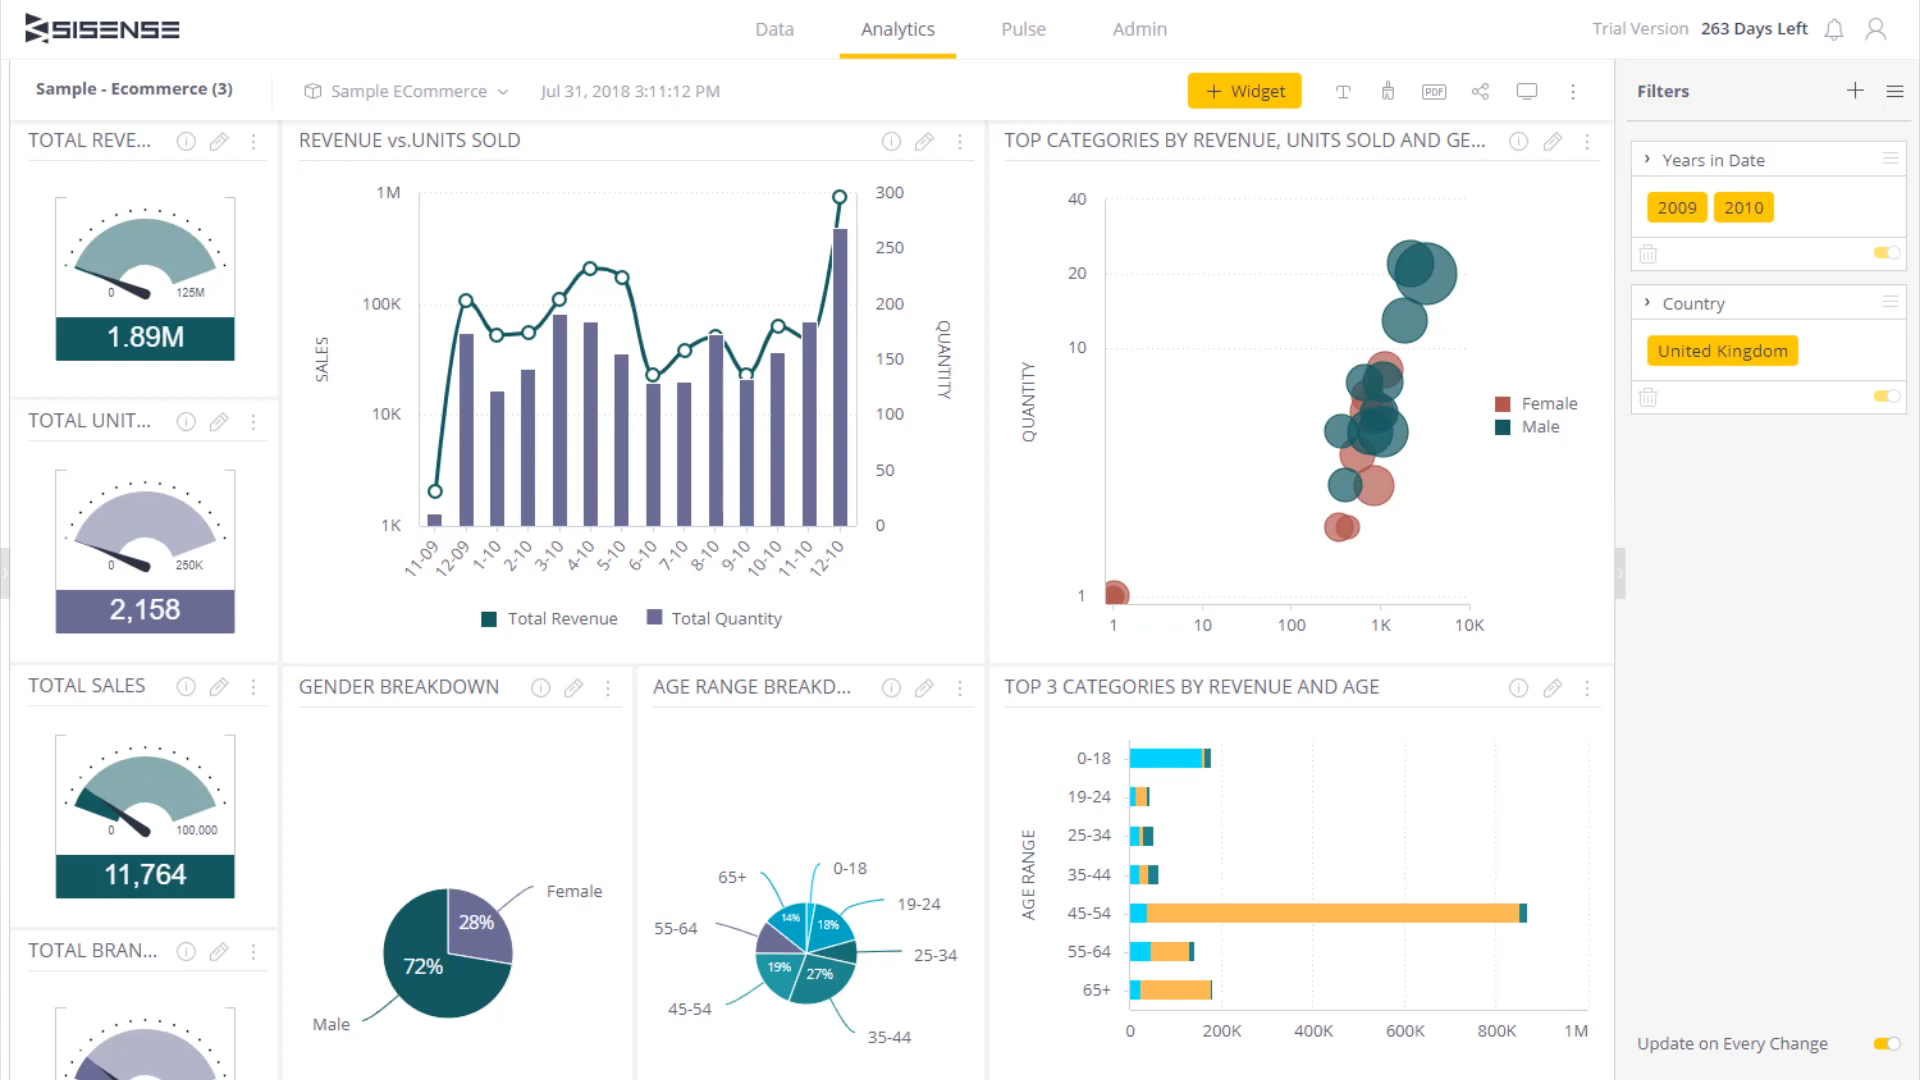 SISENSE
Data
Analytics
Pulse
Admin
Trial Version 263 Days Left
Sample - Ecommerce (3)
Sample ECommerce
Jul 31, 2018 3:11:12 PM
+ Widget
PDF
Filters
TOTAL REVE...
0
125M
1.89M
TOTAL UNIT...
0
250K
2,158
TOTAL SALES
0
100,000
11,764
TOTAL BRAN...
REVENUE vs.UNITS SOLD
1M
100K
10K
1K
SALES
300
250
200
150
100
50
0
QUANTITY
11-09
12-09
1-10
2-10
3-10
4-10
5-10
6-10
7-10
8-10
9-10
10-10
11-10
12-10
Total Revenue
Total Quantity
TOP CATEGORIES BY REVENUE, UNITS SOLD AND GE...
40
20
10
1
QUANTITY
1
10
100
1K
10K
Female
Male
GENDER BREAKDOWN
Female
28%
72%
Male
AGE RANGE BREAKD...
0-18
65+
19-24
14%
18%
55-64
25-34
19%
27%
45-54
35-44
TOP 3 CATEGORIES BY REVENUE AND AGE
AGE RANGE
0-18
19-24
25-34
35-44
45-54
55-64
65+
0
200K
400K
600K
800K
1M
Years in Date
2009
2010
Country
United Kingdom
Update on Every Change